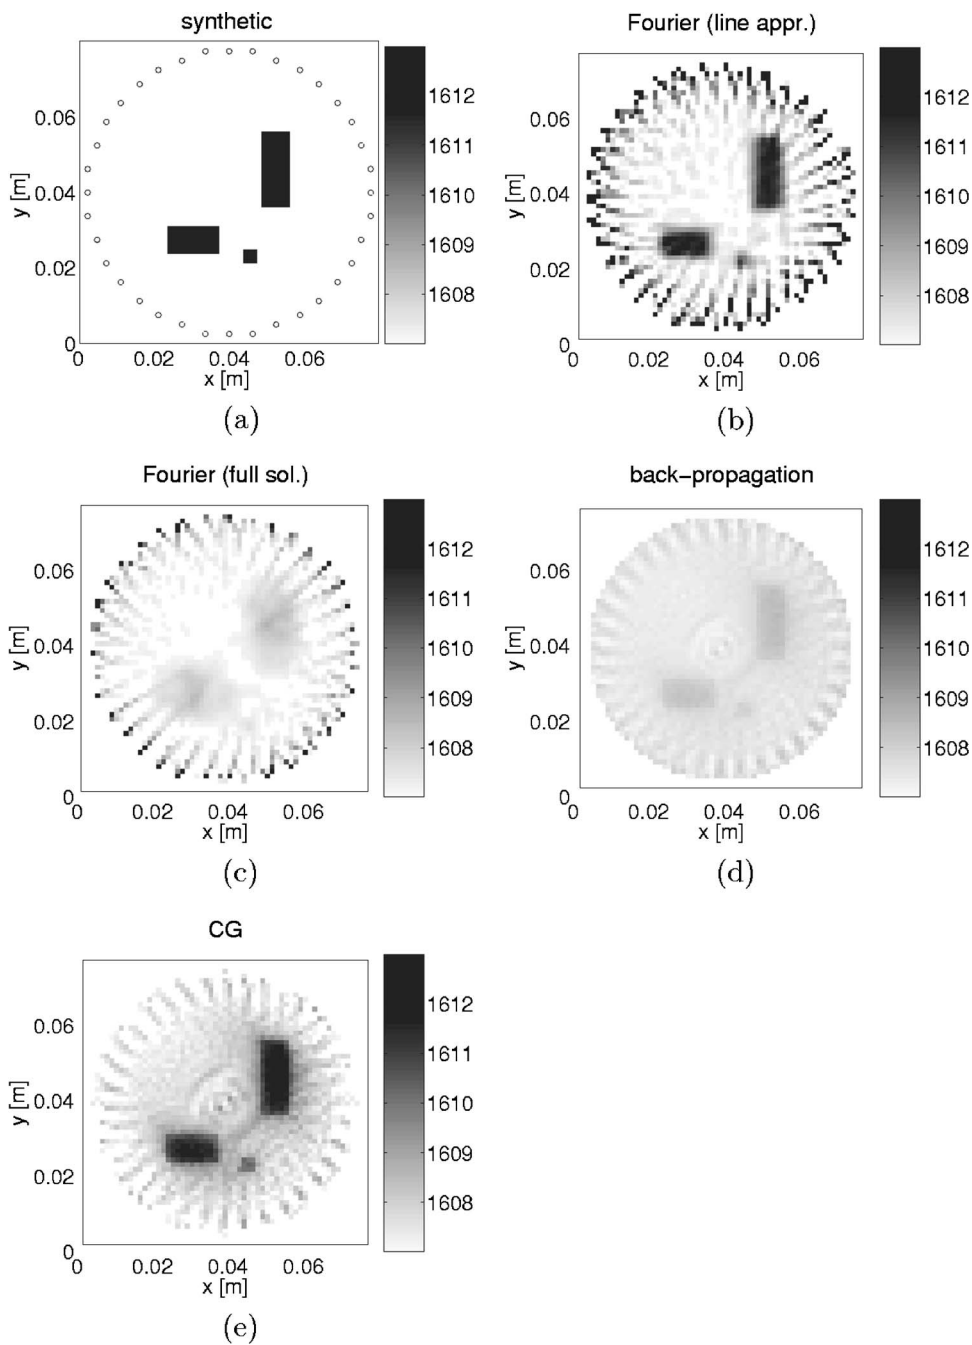 synthetic
y [m]
0.06
0.04
0.02
0
0 0.02 0.04 0.06
x [m]
1612
1611
1610
1609
1608
(a)
Fourier (line appr.)
y [m]
0.06
0.04
0.02
0
0 0.02 0.04 0.06
x [m]
1612
1611
1610
1609
1608
(b)
Fourier (full sol.)
y [m]
0.06
0.04
0.02
0
0 0.02 0.04 0.06
x [m]
1612
1611
1610
1609
1608
(c)
back-propagation
y [m]
0.06
0.04
0.02
0
0 0.02 0.04 0.06
x [m]
1612
1611
1610
1609
1608
(d)
CG
y [m]
0.06
0.04
0.02
0
0 0.02 0.04 0.06
x [m]
1612
1611
1610
1609
1608
(e)